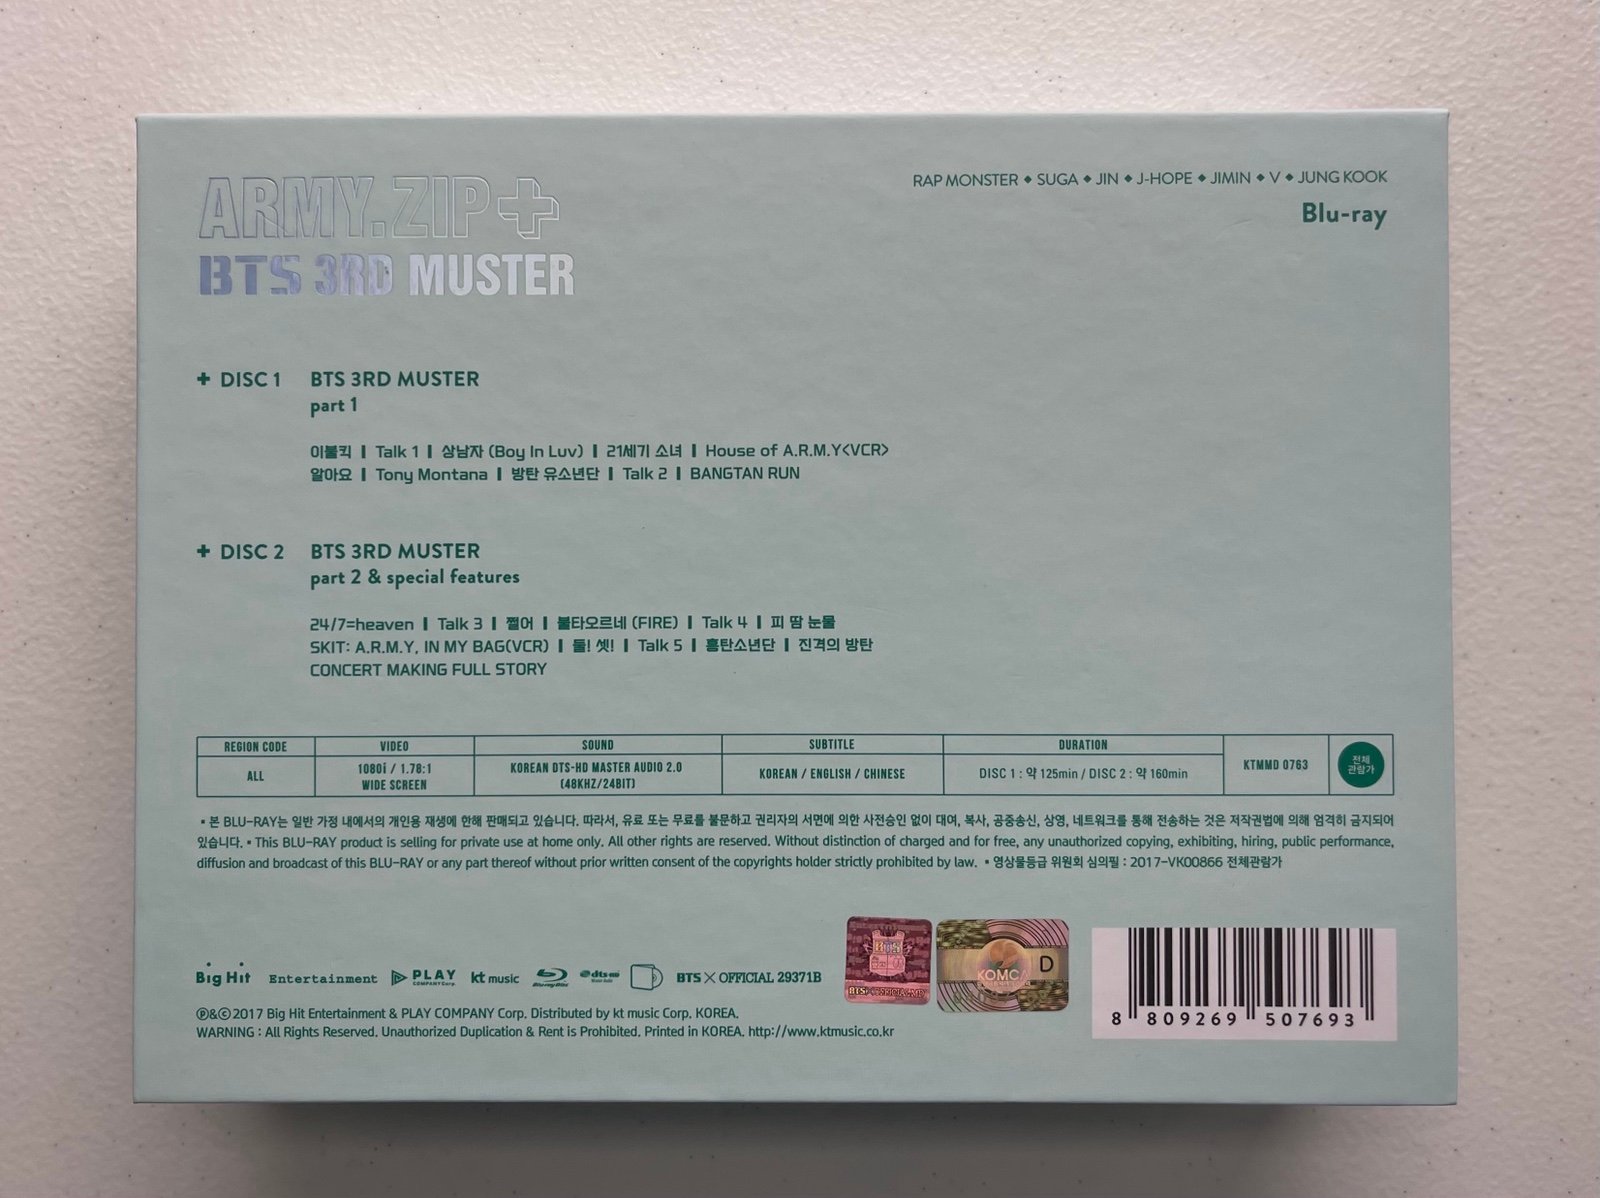 ARMY.ZIP+
BTS 3RD MUSTER
RAP MONSTER ◆ SUGA ◆ JIN ◆ J-HOPE ◆ JIMIN ◆ V ◆ JUNG KOOK
Blu-ray
+ DISC 1 BTS 3RD MUSTER
part 1
이불킥 | Talk 1 | 상남자 (Boy In Luv) | 21세기 소녀 | House of A.R.M.Y<VCR>
알아요 | Tony Montana | 방탄 유소년단 | Talk 2 | BANGTAN RUN
+ DISC 2 BTS 3RD MUSTER
part 2 & special features
24/7=heaven | Talk 3 | 쩔어 | 불타오르네 (FIRE) | Talk 4 | 피 땀 눈물
SKIT: A.R.M.Y, IN MY BAG(VCR) | 둘! 셋! | Talk 5 | 흥탄소년단 | 진격의 방탄
CONCERT MAKING FULL STORY
REGION CODE VIDEO SOUND SUBTITLE DURATION
ALL 1080i / 1.78:1 WIDE SCREEN KOREAN DTS-HD MASTER AUDIO 2.0 (48KHZ/24BIT) KOREAN / ENGLISH / CHINESE DISC 1 : 약 125min / DISC 2 : 약 160min KTMMD 0763 전체 관람가
▪ 본 BLU-RAY는 일반 가정 내에서의 개인용 재생에 한해 판매되고 있습니다. 따라서, 유료 또는 무료를 불문하고 권리자의 서면에 의한 사전승인 없이 대여, 복사, 공중송신, 상영, 네트워크를 통해 전송하는 것은 저작권법에 의해 엄격히 금지되어
있습니다. ▪ This BLU-RAY product is selling for private use at home only. All other rights are reserved. Without distinction of charged and for free, any unauthorized copying, exhibiting, hiring, public performance,
diffusion and broadcast of this BLU-RAY or any part thereof without prior written consent of the copyrights holder strictly prohibited by law. ▪ 영상물등급 위원회 심의필 : 2017-VK00866 전체관람가
BTS
BTS
KOMCA
D
Big Hit Entertainment PLAY COMPANY Corp. kt music Blu-ray Disc dts-HD BTS X OFFICIAL 29371B
8 809269 507693
Ⓟ&ⓒ 2017 Big Hit Entertainment & PLAY COMPANY Corp. Distributed by kt music Corp. KOREA.
WARNING : All Rights Reserved. Unauthorized Duplication & Rent is Prohibited. Printed in KOREA. http://www.ktmusic.co.kr